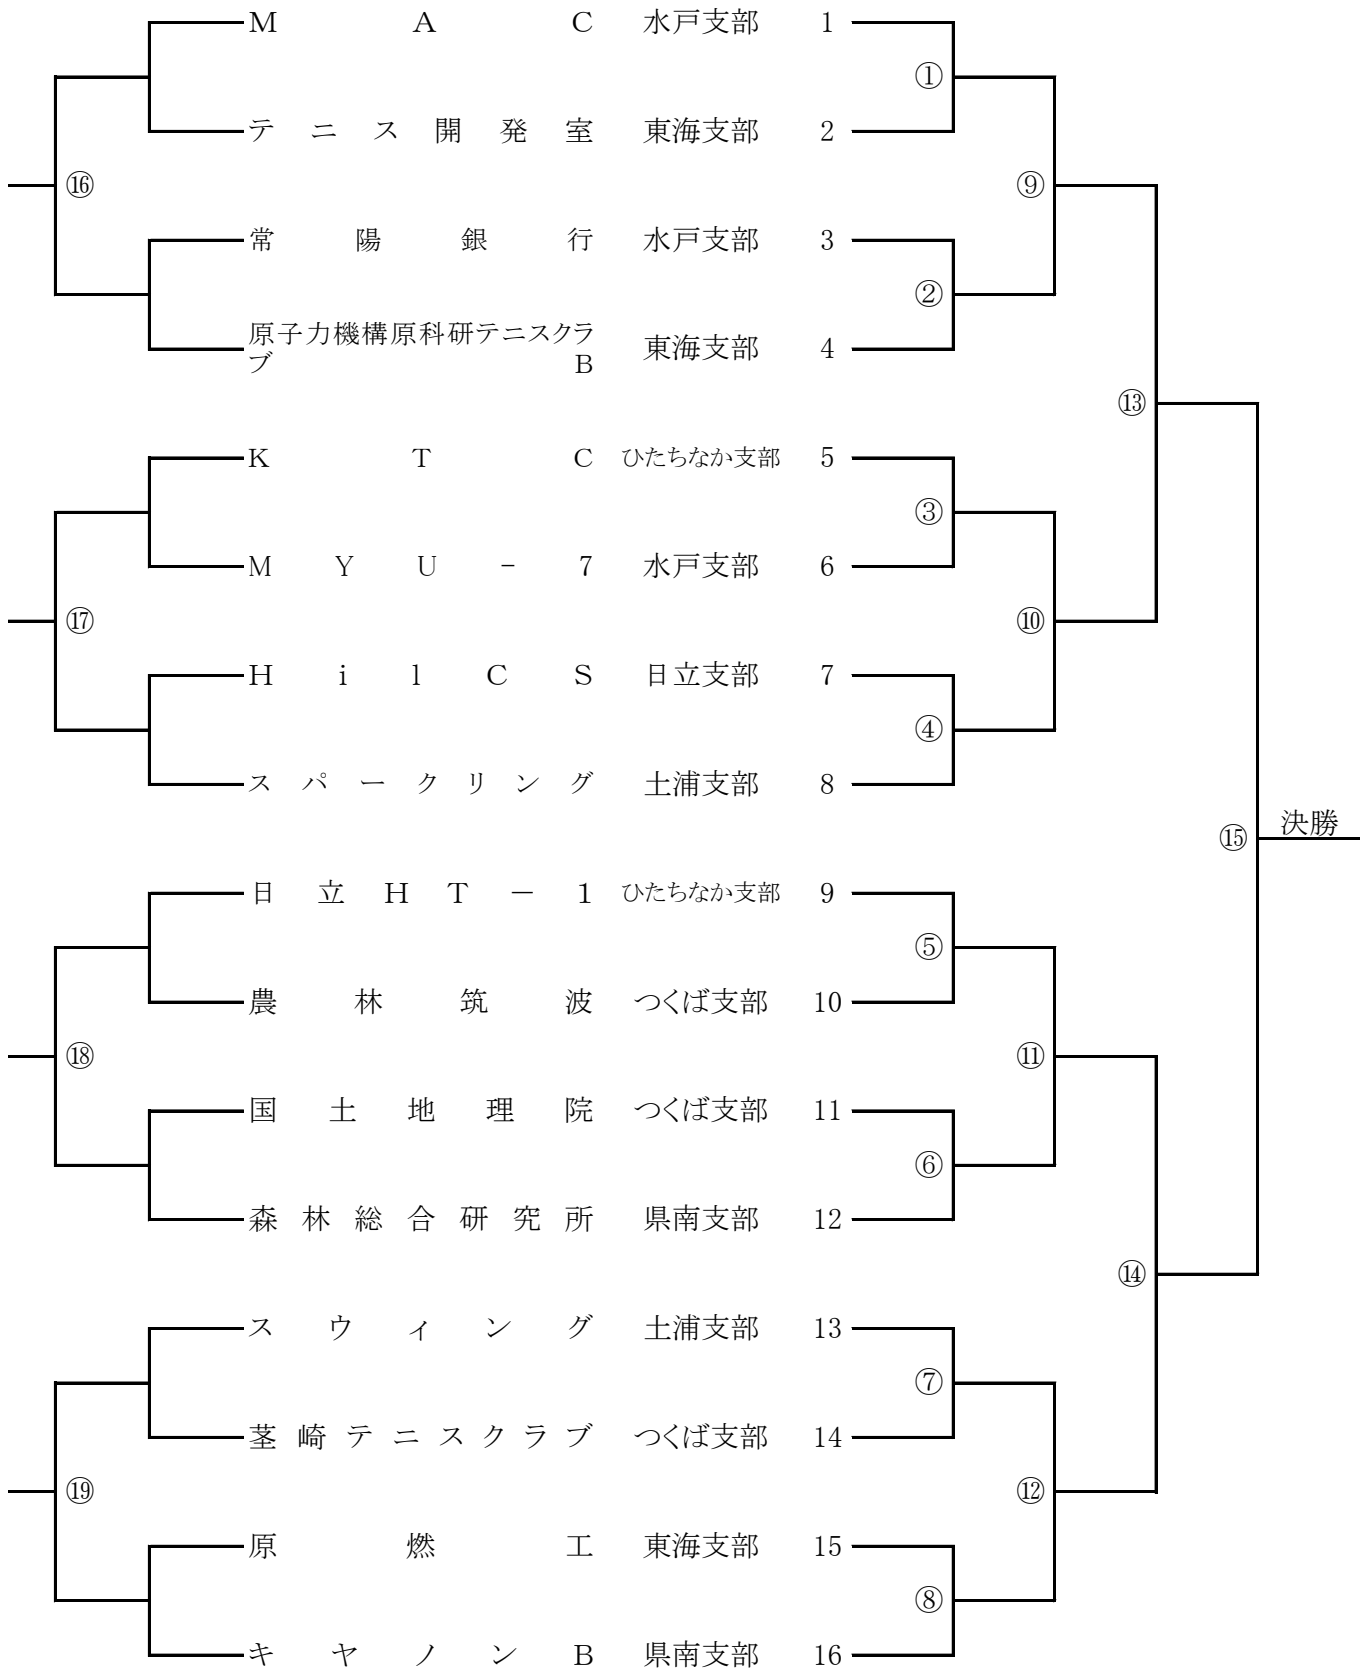 MAC 水戸支部 1
①
テニス開発室 東海支部 2
⑯ ⑨
常陽銀行 水戸支部 3
②
原子力機構原科研テニスクラ
ブB 東海支部 4
⑬
KTC ひたちなか支部 5
③
MYU-7 水戸支部 6
⑰ ⑩
HilCS 日立支部 7
④
スパークリング 土浦支部 8
⑮ 決勝
日立HT-1 ひたちなか支部 9
⑤
農林筑波 つくば支部 10
⑱ ⑪
国土地理院 つくば支部 11
⑥
森林総合研究所 県南支部 12
⑭
スウィング 土浦支部 13
⑦
茎崎テニスクラブ つくば支部 14
⑲ ⑫
原燃工 東海支部 15
⑧
キヤノンB 県南支部 16